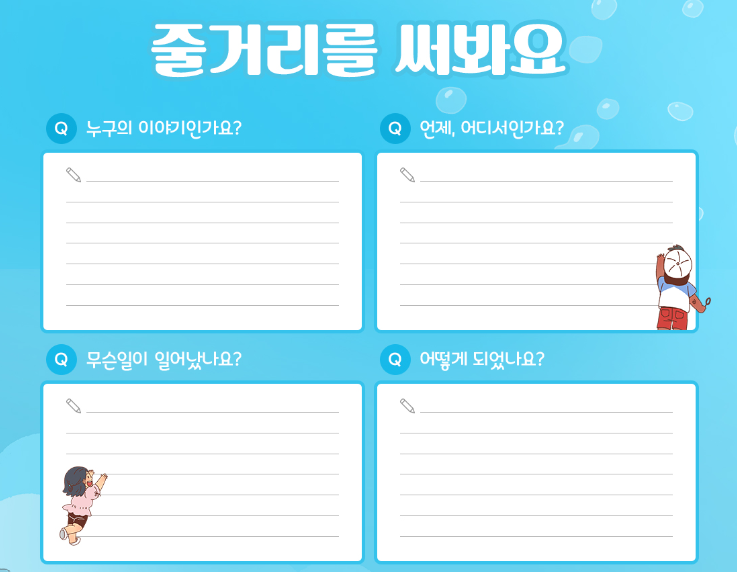 줄거리를 써봐요
Q 누구의 이야기인가요?
Q 언제, 어디서인가요?
Q 무슨일이 일어났나요?
Q 어떻게 되었나요?